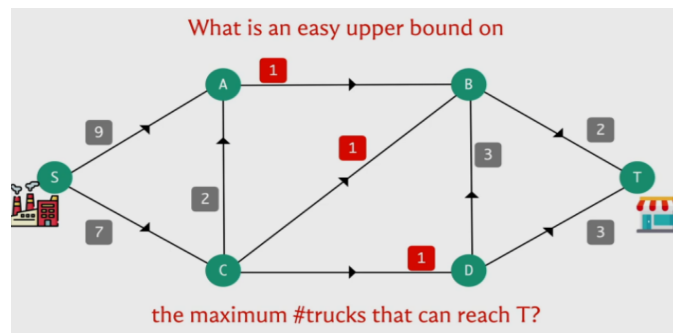 What is an easy upper bound on
1
A
B
9
1
3
2
S
2
T
7
3
C
1
D
the maximum #trucks that can reach T?